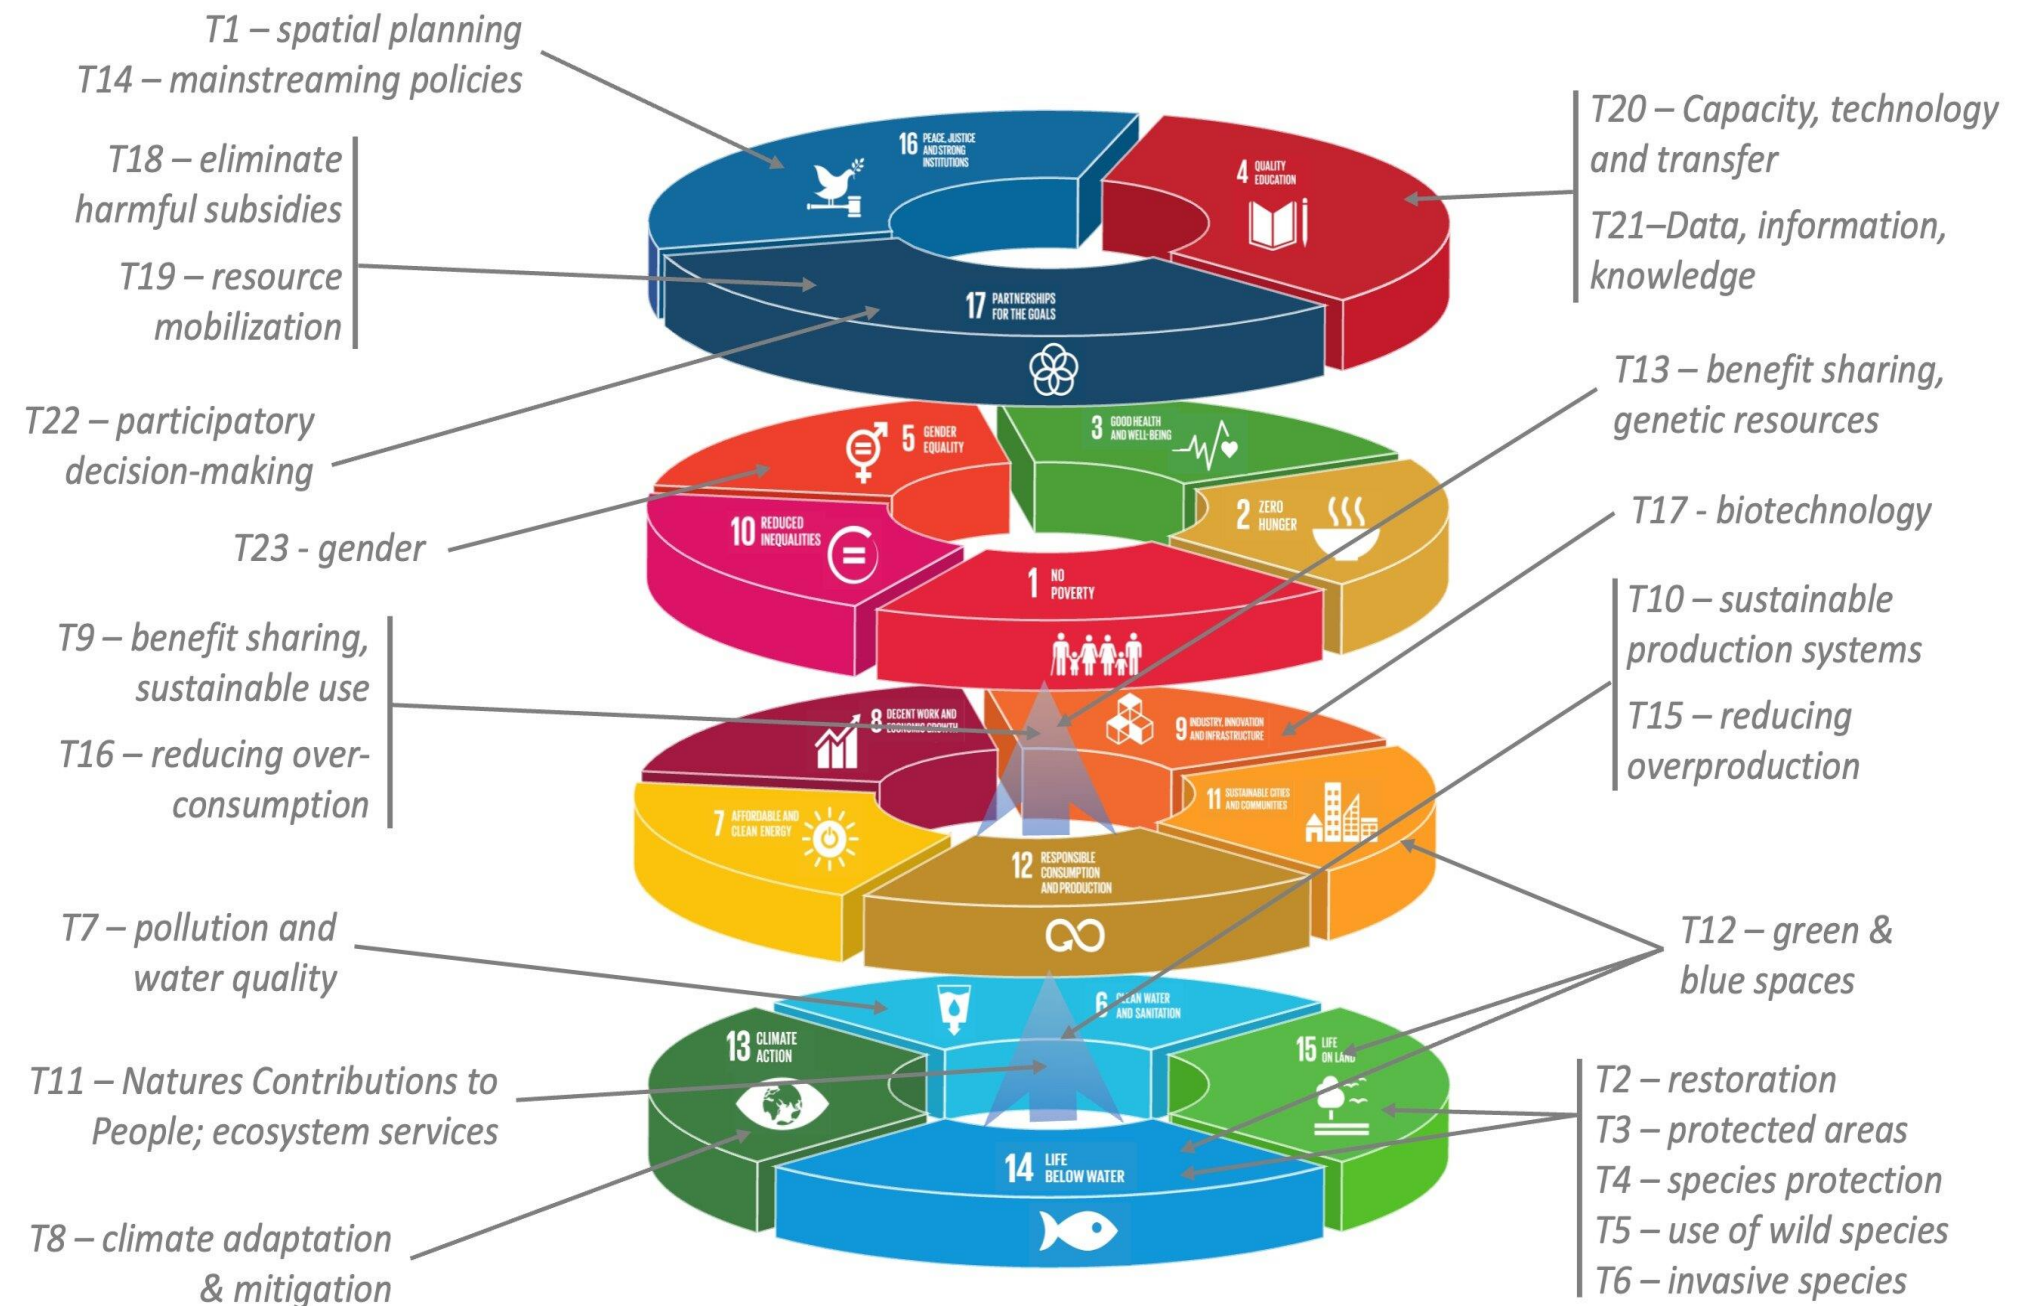 T1 – spatial planning
T14 – mainstreaming policies
T18 – eliminate
harmful subsidies
T19 – resource
mobilization
T22 – participatory
decision-making
T23 - gender
T9 – benefit sharing,
sustainable use
T16 – reducing over-
consumption
T7 – pollution and
water quality
T11 – Natures Contributions to
People; ecosystem services
T8 – climate adaptation
& mitigation
16 PEACE, JUSTICE
AND STRONG
INSTITUTIONS
4 QUALITY
EDUCATION
17 PARTNERSHIPS
FOR THE GOALS
5 GENDER
EQUALITY
3 GOOD HEALTH
AND WELL-BEING
10 REDUCED
INEQUALITIES
2 ZERO
HUNGER
1 NO
POVERTY
8 DECENT WORK AND
ECONOMIC GROWTH
9 INDUSTRY, INNOVATION
AND INFRASTRUCTURE
7 AFFORDABLE AND
CLEAN ENERGY
11 SUSTAINABLE CITIES
AND COMMUNITIES
12 RESPONSIBLE
CONSUMPTION
AND PRODUCTION
6 CLEAN WATER
AND SANITATION
13 CLIMATE
ACTION
15 LIFE
ON LAND
14 LIFE
BELOW WATER
T20 – Capacity, technology
and transfer
T21–Data, information,
knowledge
T13 – benefit sharing,
genetic resources
T17 - biotechnology
T10 – sustainable
production systems
T15 – reducing
overproduction
T12 – green &
blue spaces
T2 – restoration
T3 – protected areas
T4 – species protection
T5 – use of wild species
T6 – invasive species